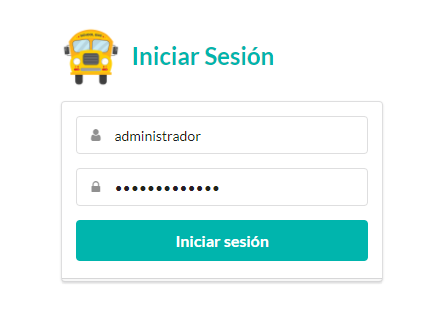 Iniciar Sesión
administrador
•••••••••••••
Iniciar sesión